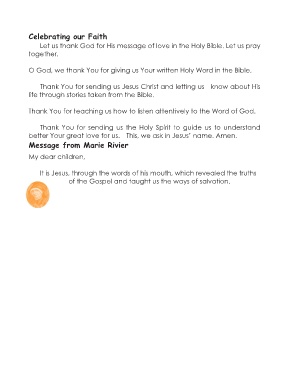 Celebrating our Faith
Let us thank God for His message of love in the Holy Bible. Let us pray
together.
O God, we thank You for giving us Your written Holy Word in the Bible.
Thank You for sending us Jesus Christ and letting us know about His
life through stories taken from the Bible.
Thank You for teaching us how to listen attentively to the Word of God.
Thank You for sending us the Holy Spirit to guide us to understand
better Your great love for us. This, we ask in Jesus' name. Amen.
Message from Marie Rivier
My dear children,
It is Jesus, through the words of his mouth, which revealed the truths
of the Gospel and taught us the ways of salvation.